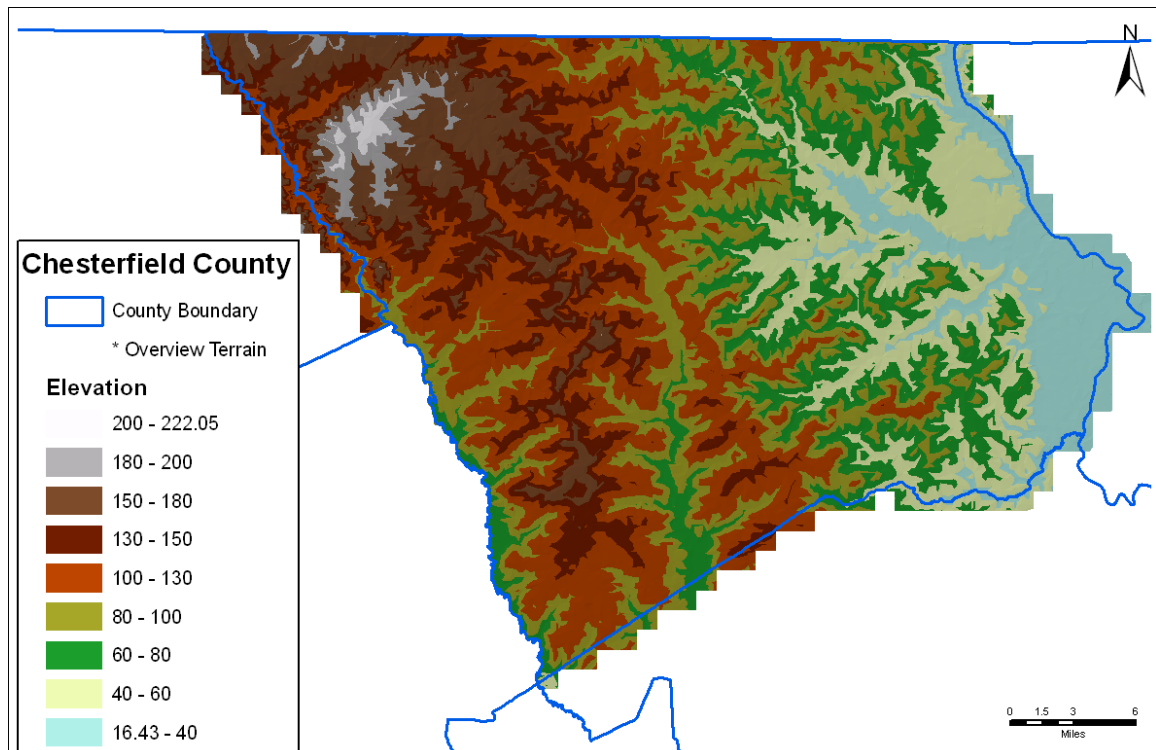 N
Chesterfield County
County Boundary
* Overview Terrain
Elevation
200 - 222.05
180 - 200
150 - 180
130 - 150
100 - 130
80 - 100
60 - 80
40 - 60
16.43 - 40
0 1.5 3 6
Miles